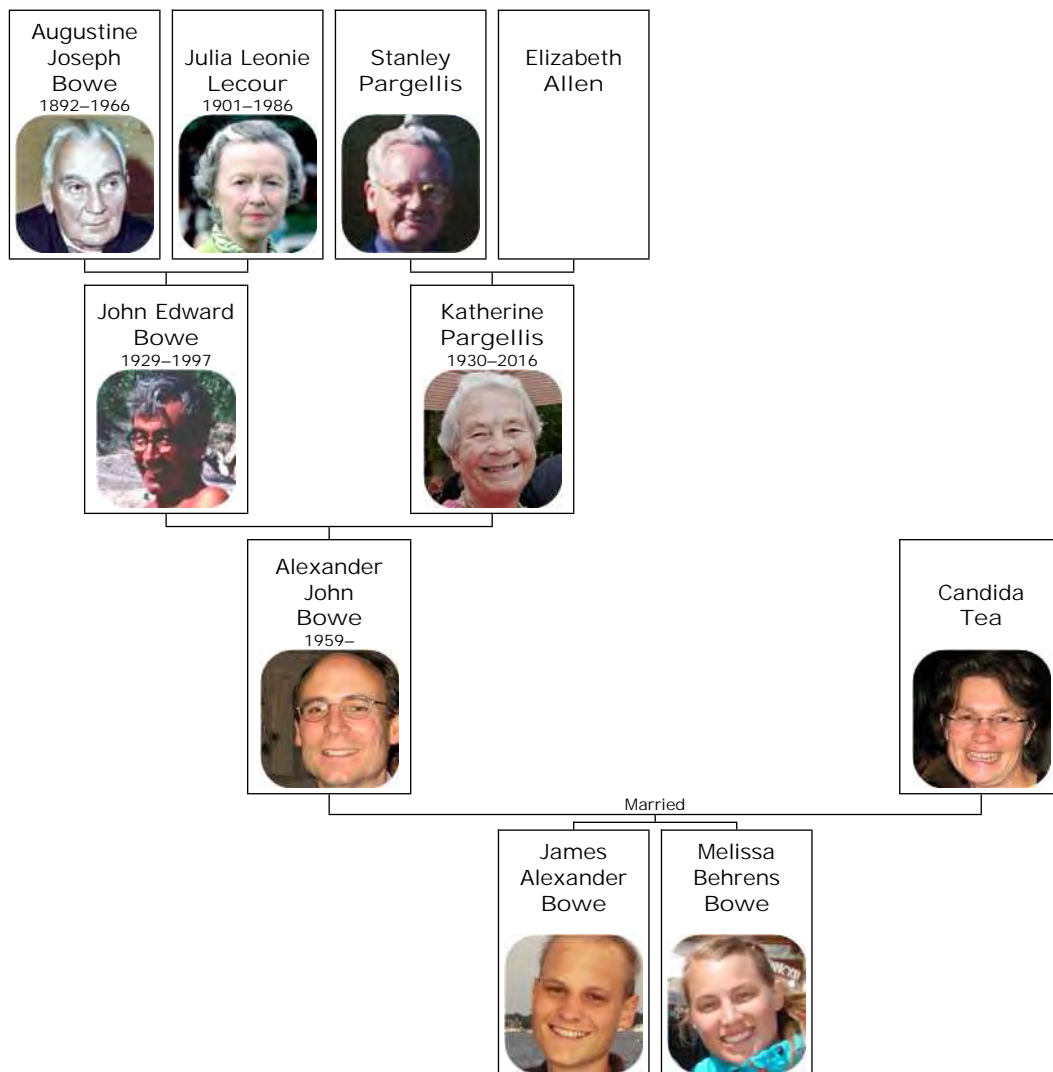 Augustine
Joseph
Bowe
1892–1966
Julia Leonie
Lecour
1901–1986
Stanley
Pargellis
Elizabeth
Allen
John Edward
Bowe
1929–1997
Katherine
Pargellis
1930–2016
Alexander
John
Bowe
1959–
Candida
Tea
Married
James
Alexander
Bowe
Melissa
Behrens
Bowe